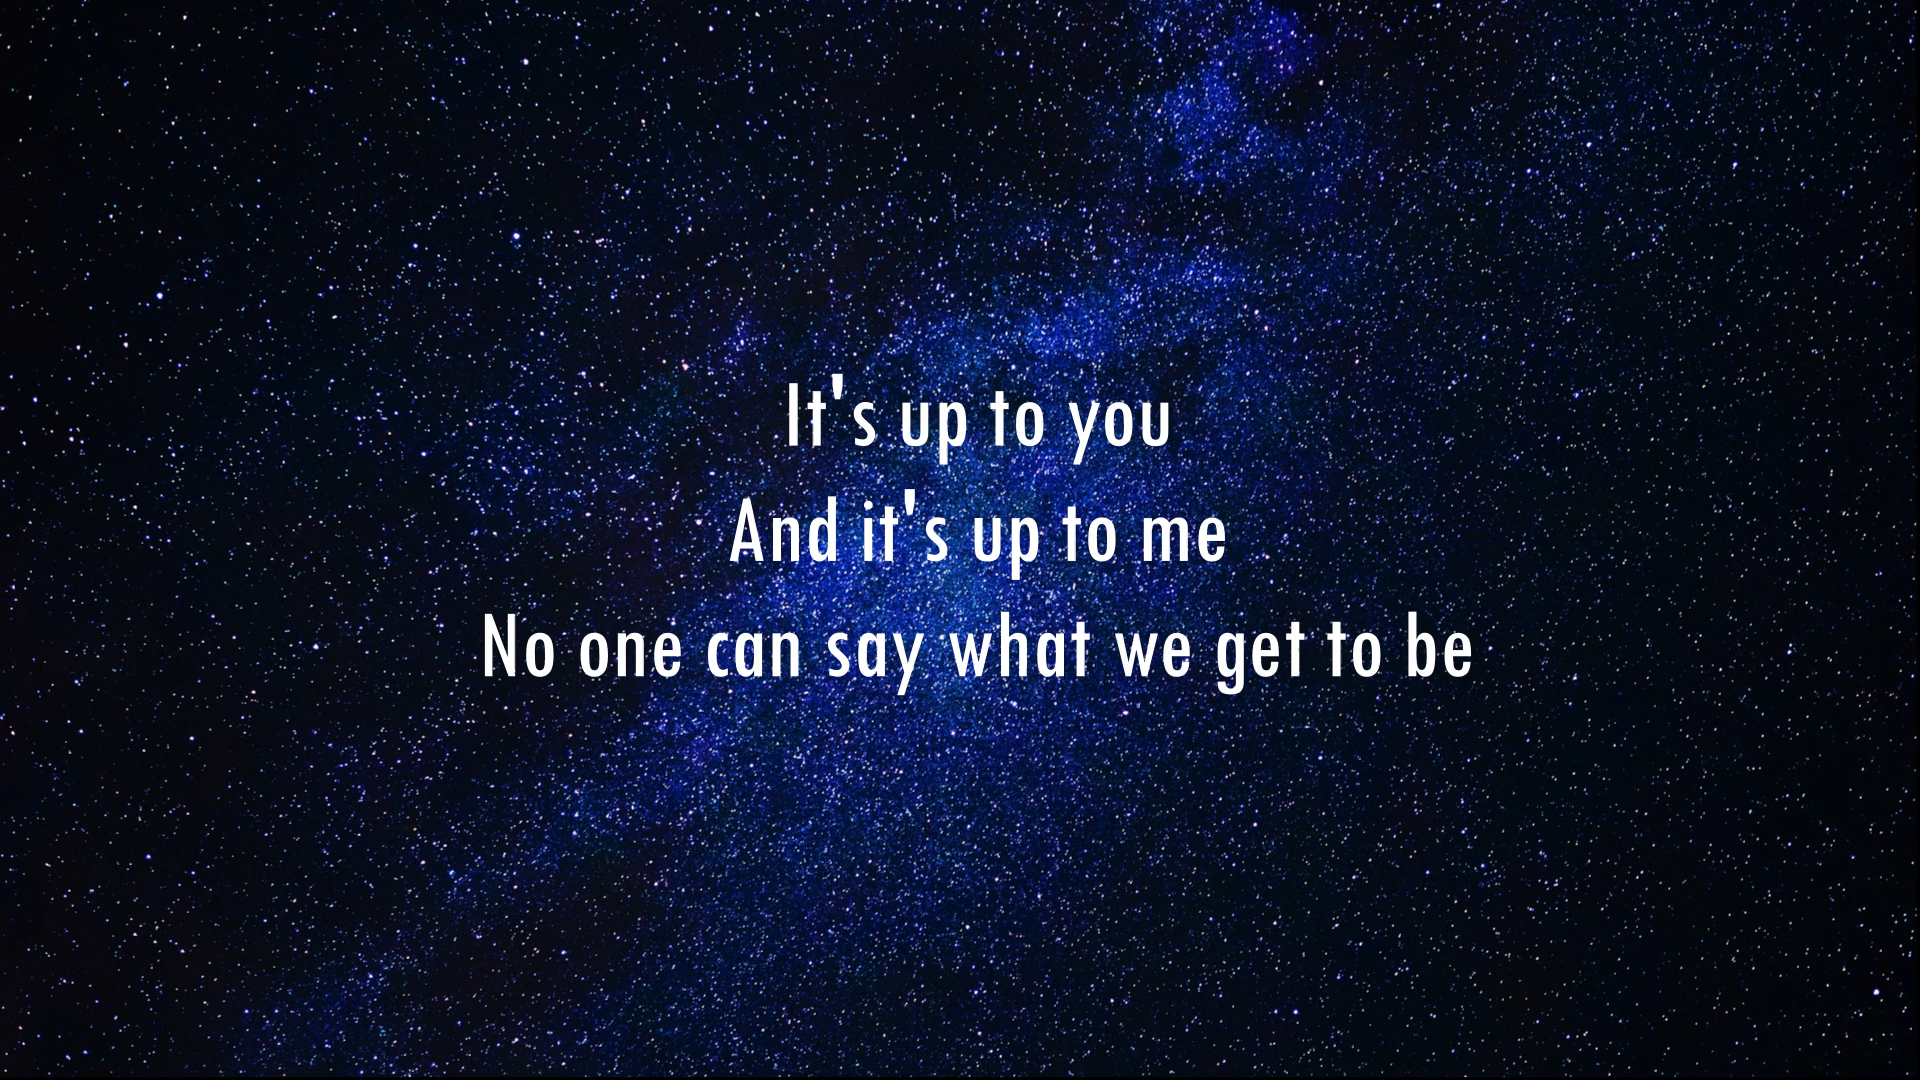 It's up to you
And it's up to me
No one can say what we get to be